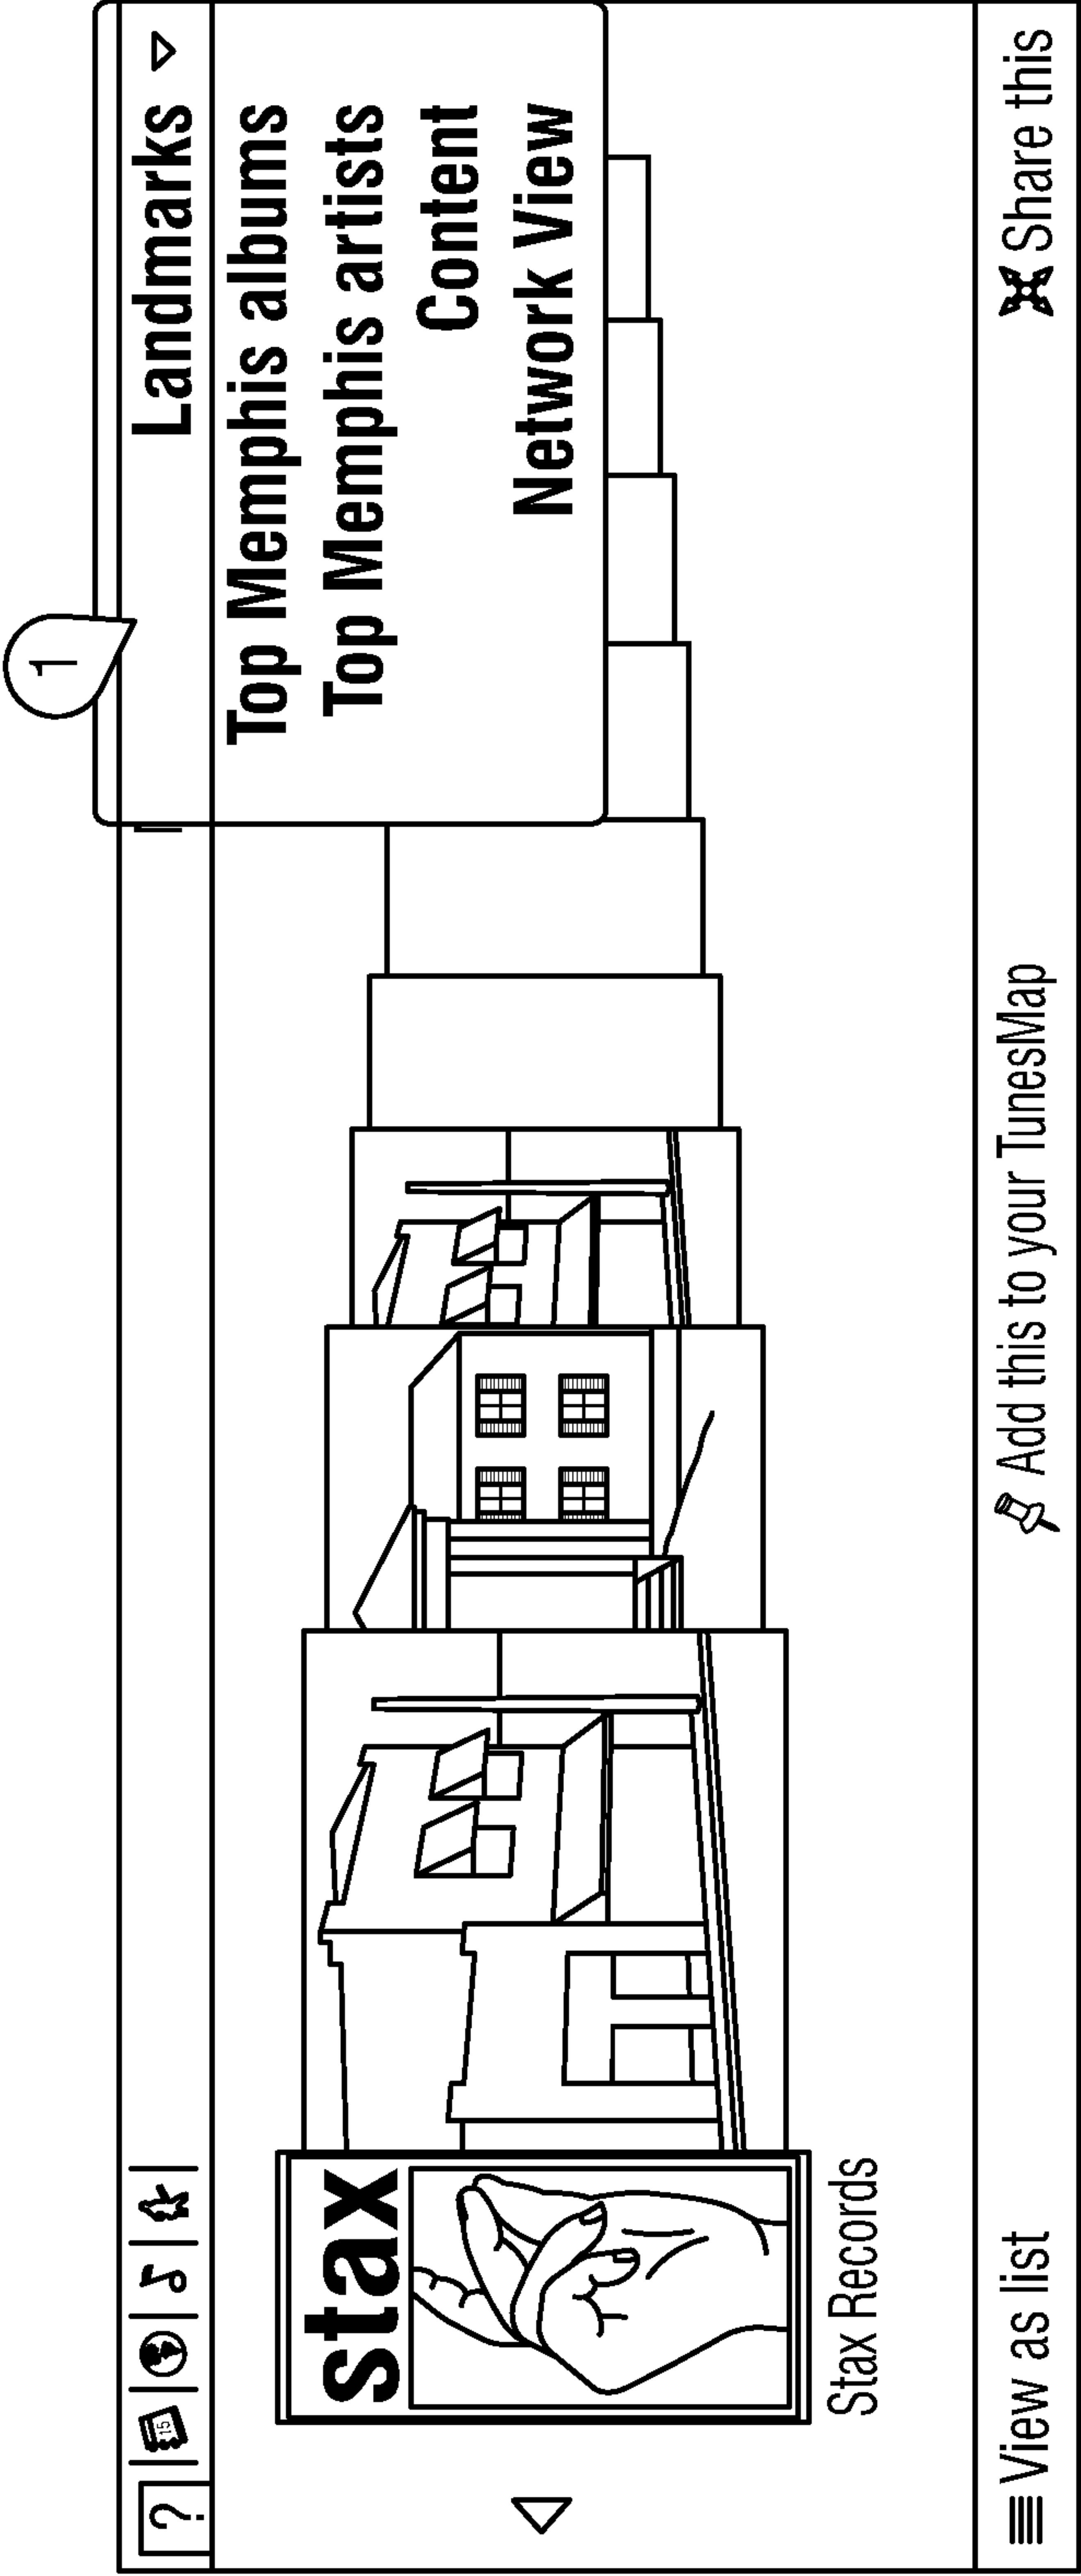 1
?
15
Landmarks
Top Memphis albums
Top Memphis artists
Content
Network View
stax
Stax Records
View as list
Add this to your TunesMap
Share this